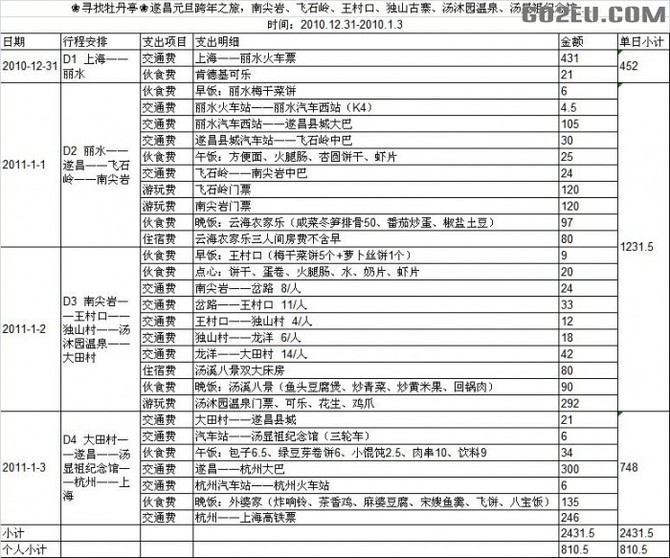 ❀寻找牡丹亭❀遂昌元旦跨年之旅，南尖岩、飞石岭、王村口、独山古寨、汤沐园温泉、汤显祖纪念馆
GO2EU.COM
时间：2010.12.31-2010.1.3
日期 行程安排 支出项目 支出明细 金额 单日小计
2010-12-31 D1 上海——丽水 交通费 上海——丽水火车票 431 452
伙食费 肯德基可乐 21
2011-1-1 D2 丽水——遂昌——飞石岭——南尖岩 伙食费 早饭：丽水梅干菜饼 6 1231.5
交通费 丽水火车站——丽水汽车西站（K4） 4.5
交通费 丽水汽车西站——遂昌县城大巴 105
交通费 遂昌县城汽车站——飞石岭中巴 30
伙食费 午饭：方便面、火腿肠、杏圆饼干、虾片 25
交通费 飞石岭——南尖岩中巴 24
游玩费 飞石岭门票 120
游玩费 南尖岩门票 120
伙食费 晚饭：云海农家乐（咸菜冬笋排骨50、番茄炒蛋、椒盐土豆） 97
住宿费 云海农家乐三人间房费不含早 80
2011-1-2 D3 南尖岩——王村口——独山村——汤沐园温泉——大田村 伙食费 早饭：王村口（梅干菜饼5个+萝卜丝饼1个） 9
伙食费 点心：饼干、蛋卷、火腿肠、水、奶片、虾片 20
交通费 南尖岩——岔路 8/人 24
交通费 岔路——王村口 11/人 33
交通费 王村口——独山村 4/人 12
交通费 独山村——龙洋 6/人 18
交通费 龙洋——大田村 14/人 42
住宿费 汤溪八景双大床房 80
伙食费 晚饭：汤溪八景（鱼头豆腐煲、炒青菜、炒黄米果、回锅肉） 90
游玩费 汤沐园温泉门票、可乐、花生、鸡爪 292
2011-1-3 D4 大田村——遂昌——汤显祖纪念馆——杭州——上海 交通费 大田村——遂昌县城 21 748
交通费 汽车站——汤显祖纪念馆（三轮车） 6
伙食费 午饭：包子6.5、绿豆芽卷饼6、小馄饨2.5、肉串10、饮料9 34
交通费 遂昌——杭州大巴 300
交通费 杭州汽车站——杭州火车站 6
伙食费 晚饭：外婆家（炸响铃、茶香鸡、麻婆豆腐、宋嫂鱼羹、飞饼、八宝饭） 135
交通费 杭州——上海高铁票 246
小计 2431.5 2431.5
个人小计 810.5 810.5